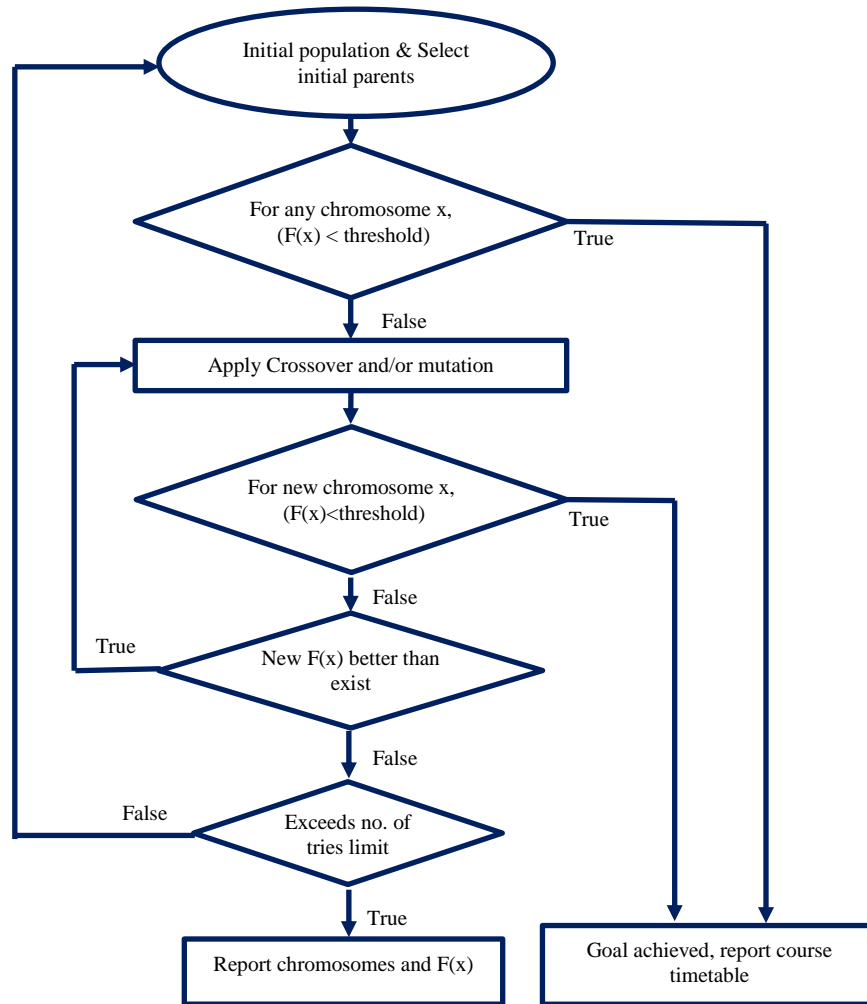 Initial population & Select
initial parents
For any chromosome x,
(F(x) < threshold)
True
False
Apply Crossover and/or mutation
For new chromosome x,
(F(x)<threshold)
True
False
True
New F(x) better than
exist
False
False
Exceeds no. of
tries limit
True
Report chromosomes and F(x)
Goal achieved, report course
timetable